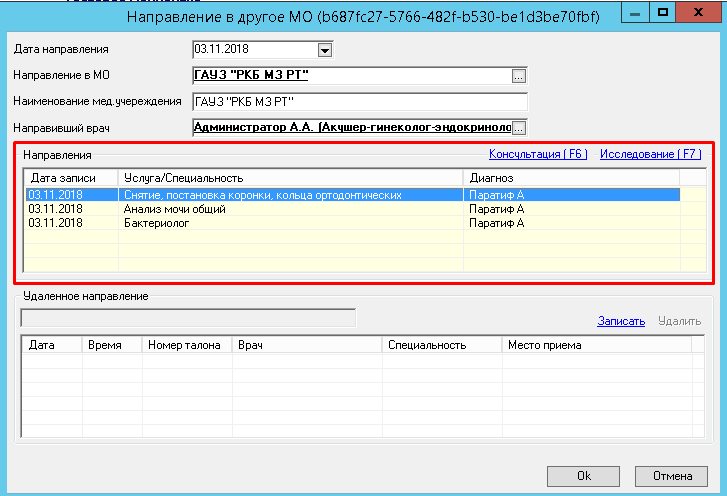 Направление в другое МО (b687fc27-5766-482f-b530-be1d3be70fbf)
Дата направления 03.11.2018
Направление в МО ГАУЗ "РКБ МЗ РТ" ...
Наименование мед.учереждения ГАУЗ "РКБ МЗ РТ"
Направивший врач Администратор А.А. (Акушер-гинеколог-эндокриноло ...
Направления Консультация ( F6 ) Исследование ( F7 )
Дата записи Услуга/Специальность Диагноз
03.11.2018 Снятие, постановка коронки, кольца ортодонтических Паратиф А
03.11.2018 Анализ мочи общий Паратиф А
03.11.2018 Бактериолог Паратиф А
Удаленное направление
Записать Удалить
Дата Время Номер талона Врач Специальность Место приема
Ok Отмена